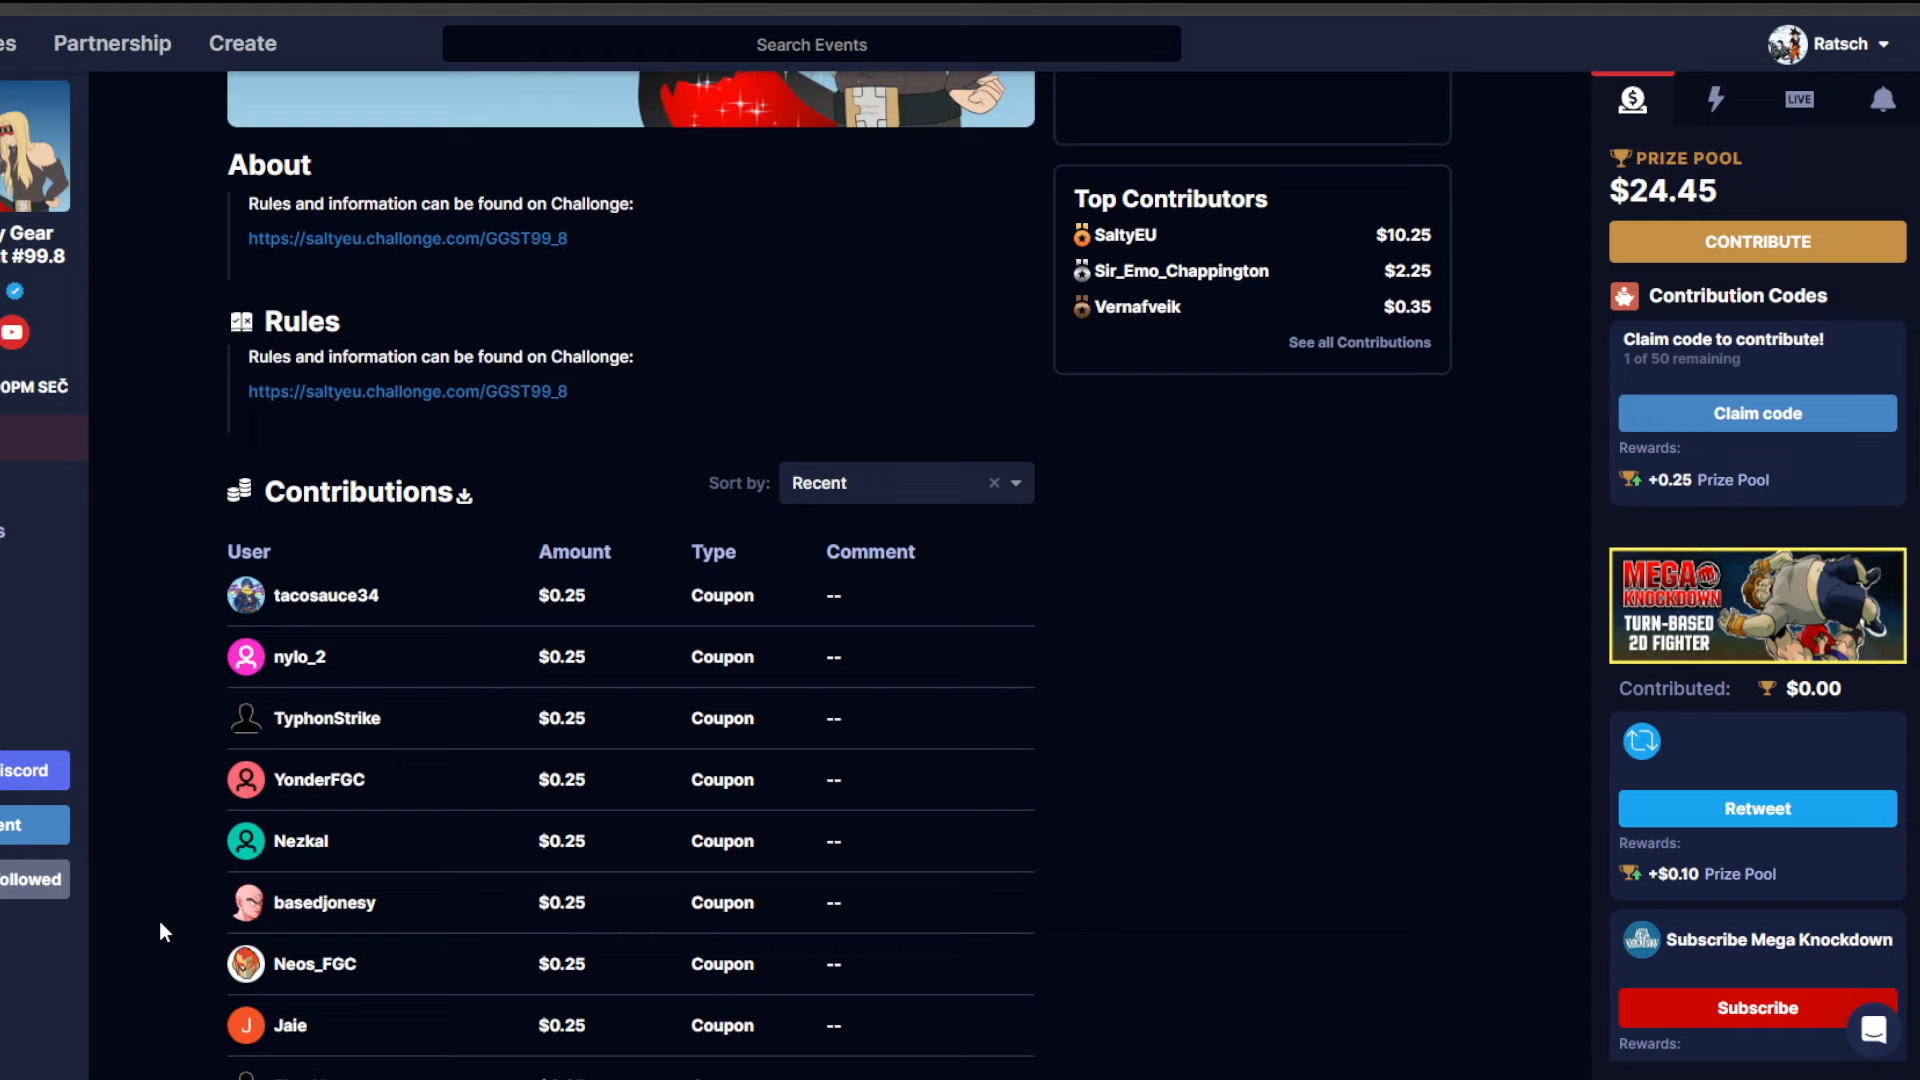 es
Partnership
Create
Search Events
Ratsch
y Gear
t #99.8
0PM SEČ
s
iscord
ent
ollowed
About
Rules and information can be found on Challonge:
https://saltyeu.challonge.com/GGST99_8
Rules
Rules and information can be found on Challonge:
https://saltyeu.challonge.com/GGST99_8
Contributions
Sort by:
Recent
User Amount Type Comment
tacosauce34 $0.25 Coupon --
nylo_2 $0.25 Coupon --
TyphonStrike $0.25 Coupon --
YonderFGC $0.25 Coupon --
Nezkal $0.25 Coupon --
basedjonesy $0.25 Coupon --
Neos_FGC $0.25 Coupon --
J Jaie $0.25 Coupon --
Top Contributors
SaltyEU $10.25
Sir_Emo_Chappington $2.25
Vernafveik $0.35
See all Contributions
LIVE
PRIZE POOL
$24.45
CONTRIBUTE
Contribution Codes
Claim code to contribute!
1 of 50 remaining
Claim code
Rewards:
+0.25 Prize Pool
MEGA
KNOCKDOWN
TURN-BASED
2D FIGHTER
Contributed: $0.00
Retweet
Rewards:
+$0.10 Prize Pool
Subscribe Mega Knockdown
Subscribe
Rewards: